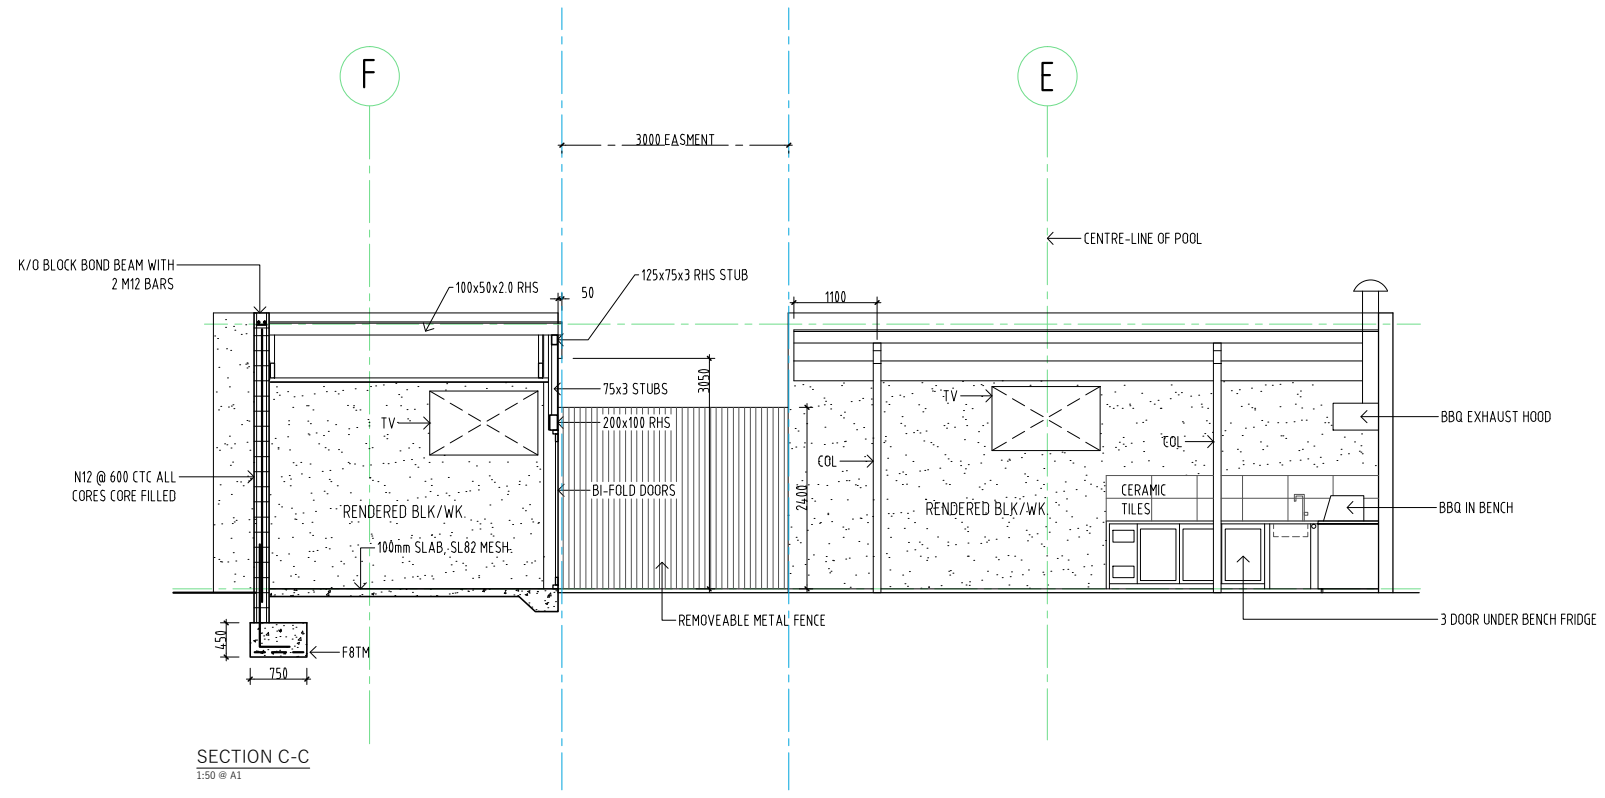 F
E
3000 EASMENT
CENTRE-LINE OF POOL
K/O BLOCK BOND BEAM WITH
2 M12 BARS
100x50x2.0 RHS
50
125x75x3 RHS STUB
1100
3050
75x3 STUBS
TV
200x100 RHS
TV
BBQ EXHAUST HOOD
COL
COL
N12 @ 600 CTC ALL
CORES CORE FILLED
BI-FOLD DOORS
2400
CERAMIC
TILES
RENDERED BLK/WK.
RENDERED BLK/WK.
BBQ IN BENCH
100mm SLAB, SL82 MESH.
REMOVEABLE METAL FENCE
3 DOOR UNDER BENCH FRIDGE
450
F8TM
750
SECTION C-C
1:50 @ A1